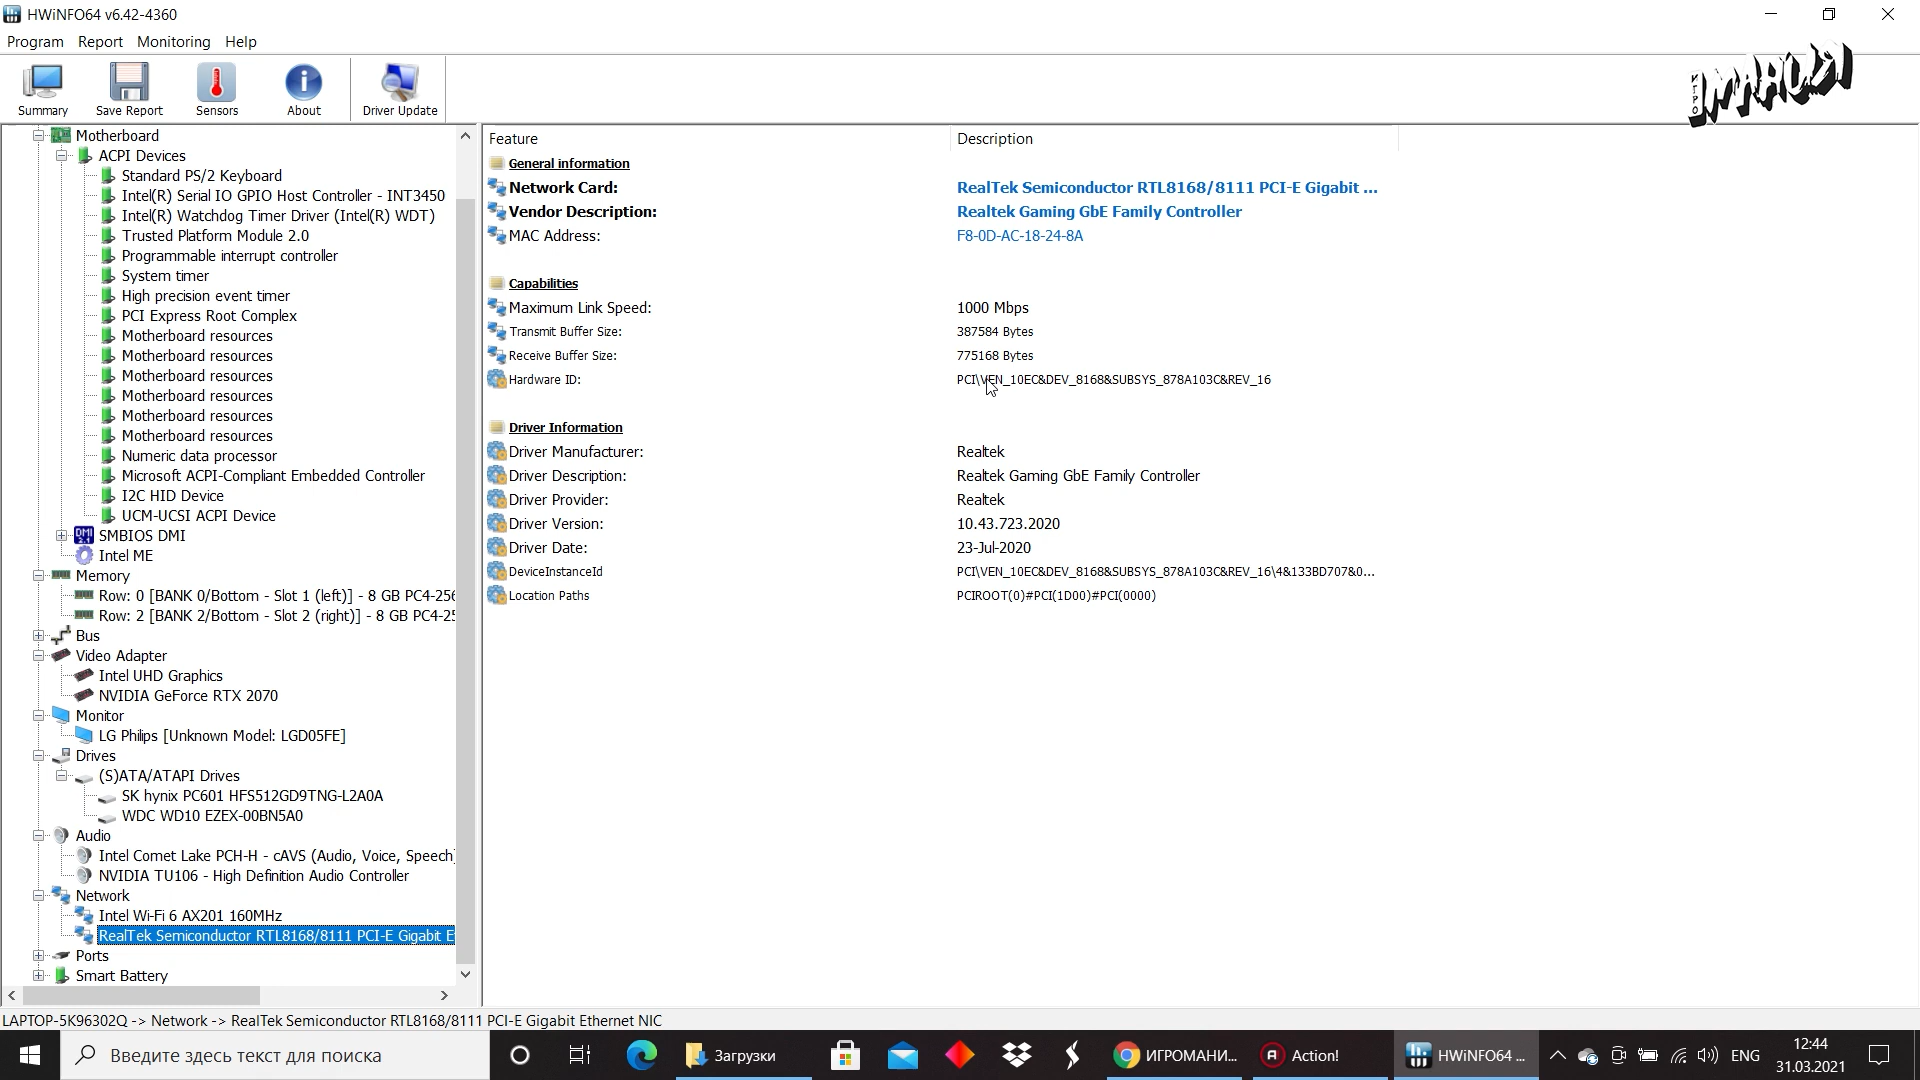 HWiNFO64 v6.42-4360
Program Report Monitoring Help
Summary Save Report Sensors About Driver Update
Motherboard
ACPI Devices
Standard PS/2 Keyboard
Intel(R) Serial IO GPIO Host Controller - INT3450
Intel(R) Watchdog Timer Driver (Intel(R) WDT)
Trusted Platform Module 2.0
Programmable interrupt controller
System timer
High precision event timer
PCI Express Root Complex
Motherboard resources
Motherboard resources
Motherboard resources
Motherboard resources
Motherboard resources
Motherboard resources
Numeric data processor
Microsoft ACPI-Compliant Embedded Controller
I2C HID Device
UCM-UCSI ACPI Device
SMBIOS DMI
Intel ME
Memory
Row: 0 [BANK 0/Bottom - Slot 1 (left)] - 8 GB PC4-256
Row: 2 [BANK 2/Bottom - Slot 2 (right)] - 8 GB PC4-25
Bus
Video Adapter
Intel UHD Graphics
NVIDIA GeForce RTX 2070
Monitor
LG Philips [Unknown Model: LGD05FE]
Drives
(S)ATA/ATAPI Drives
SK hynix PC601 HFS512GD9TNG-L2A0A
WDC WD10 EZEX-00BN5A0
Audio
Intel Comet Lake PCH-H - cAVS (Audio, Voice, Speech)
NVIDIA TU106 - High Definition Audio Controller
Network
Intel Wi-Fi 6 AX201 160MHz
RealTek Semiconductor RTL8168/8111 PCI-E Gigabit E
Ports
Smart Battery
Feature Description
General information
Network Card: RealTek Semiconductor RTL8168/8111 PCI-E Gigabit ...
Vendor Description: Realtek Gaming GbE Family Controller
MAC Address: F8-0D-AC-18-24-8A
Capabilities
Maximum Link Speed: 1000 Mbps
Transmit Buffer Size: 387584 Bytes
Receive Buffer Size: 775168 Bytes
Hardware ID: PCI\VEN_10EC&DEV_8168&SUBSYS_878A103C&REV_16
Driver Information
Driver Manufacturer: Realtek
Driver Description: Realtek Gaming GbE Family Controller
Driver Provider: Realtek
Driver Version: 10.43.723.2020
Driver Date: 23-Jul-2020
DeviceInstanceId PCI\VEN_10EC&DEV_8168&SUBSYS_878A103C&REV_16\4&133BD707&0...
Location Paths PCIROOT(0)#PCI(1D00)#PCI(0000)
LAPTOP-5K96302Q -> Network -> RealTek Semiconductor RTL8168/8111 PCI-E Gigabit Ethernet NIC
Введите здесь текст для поиска Загрузки ИГРОМАНИ... Action! HWiNFO64 ... ENG 12:44
31.03.2021